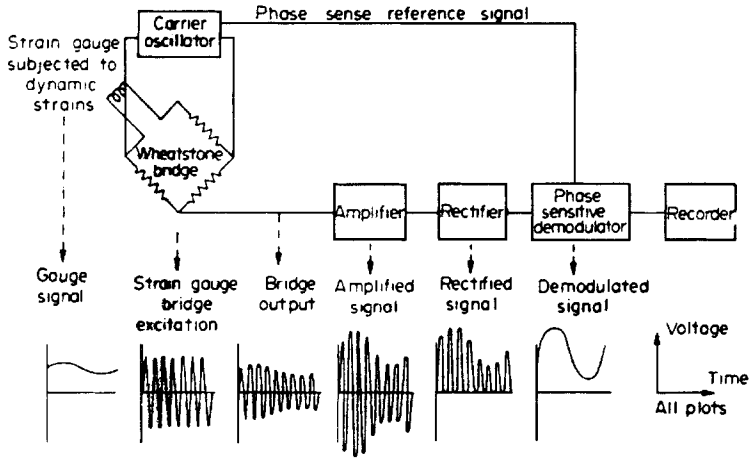 Phase sense reference signal
Carrier
oscillator
Strain gauge
subjected to
dynamic
strains
Wheatstone
bridge
Amplifier
Rectifier
Phase
sensitive
demodulator
Recorder
Gauge
signal
Strain gauge
bridge
excitation
Bridge
output
Amplified
signal
Rectified
signal
Demodulated
signal
Voltage
Time
All plots